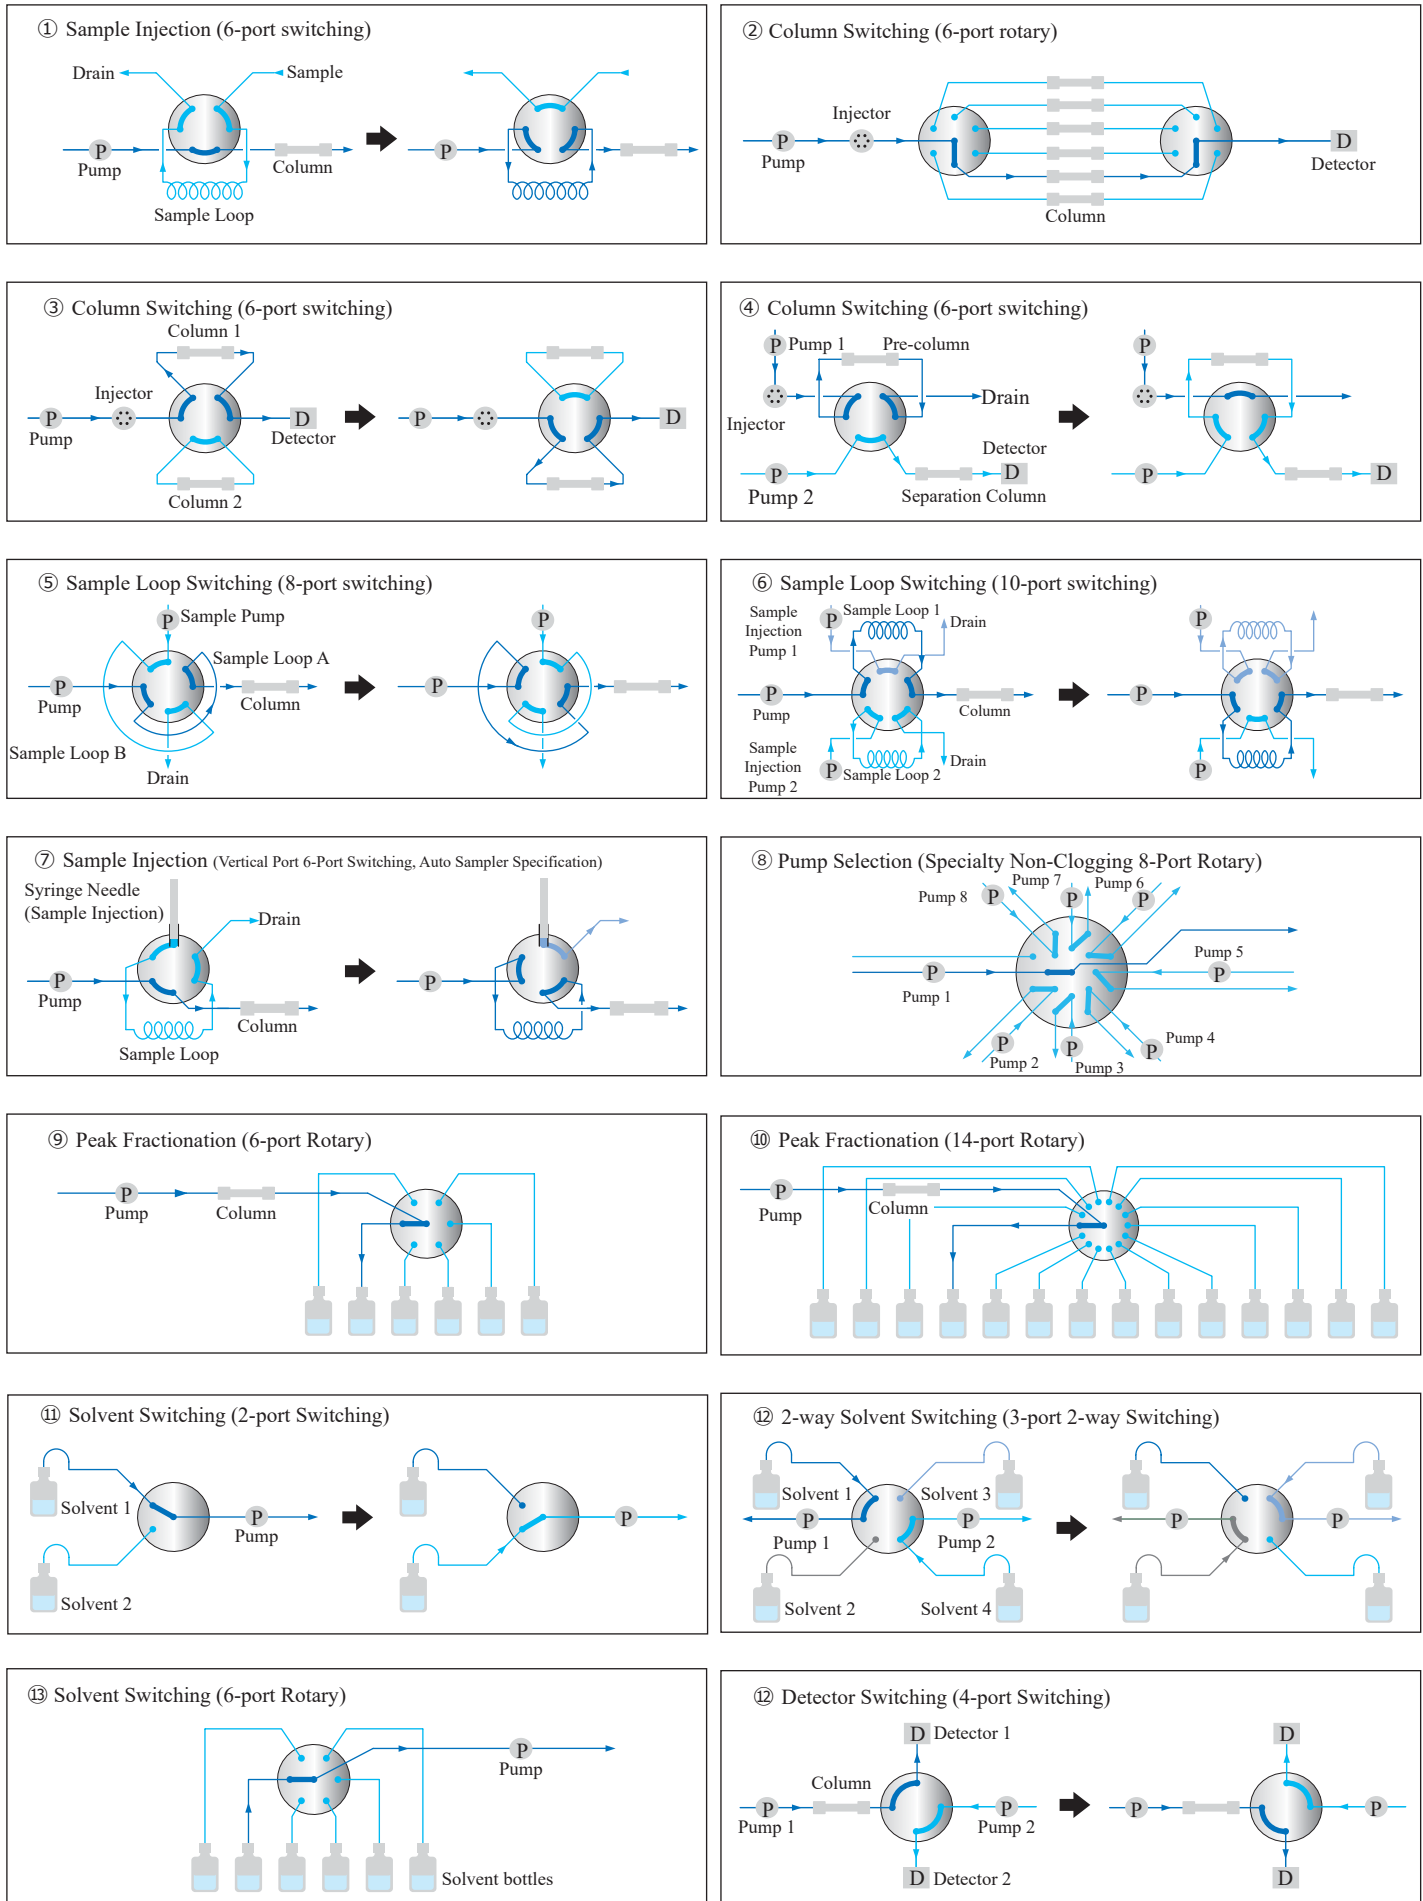 ① Sample Injection (6-port switching)
Drain
Sample
P
Pump
Column
Sample Loop
P
② Column Switching (6-port rotary)
Injector
P
Pump
D
Detector
Column
③ Column Switching (6-port switching)
Column 1
Injector
P
Pump
D
Detector
Column 2
P
D
④ Column Switching (6-port switching)
P
Pump 1
Pre-column
Drain
Injector
Detector
P
D
Pump 2
Separation Column
P
P
D
⑤ Sample Loop Switching (8-port switching)
P
Sample Pump
Sample Loop A
P
Pump
Column
Sample Loop B
Drain
P
P
⑥ Sample Loop Switching (10-port switching)
Sample
Injection
Pump 1
P
Sample Loop 1
Drain
P
Pump
Column
Sample
Injection
Pump 2
P
Sample Loop 2
Drain
P
P
P
⑦ Sample Injection (Vertical Port 6-Port Switching, Auto Sampler Specification)
Syringe Needle
(Sample Injection)
Drain
P
Pump
Column
Sample Loop
P
⑧ Pump Selection (Specialty Non-Clogging 8-Port Rotary)
Pump 7
Pump 6
Pump 8
P
P
P
Pump 5
P
P
Pump 1
P
Pump 2
P
Pump 3
P
Pump 4
⑨ Peak Fractionation (6-port Rotary)
P
Pump
Column
⑩ Peak Fractionation (14-port Rotary)
P
Pump
Column
⑪ Solvent Switching (2-port Switching)
Solvent 1
P
Pump
Solvent 2
P
⑫ 2-way Solvent Switching (3-port 2-way Switching)
Solvent 1
Solvent 3
P
P
Pump 1
Pump 2
Solvent 2
Solvent 4
P
P
⑬ Solvent Switching (6-port Rotary)
P
Pump
Solvent bottles
⑫ Detector Switching (4-port Switching)
D
Detector 1
Column
P
P
Pump 1
Pump 2
D
Detector 2
D
P
P
D